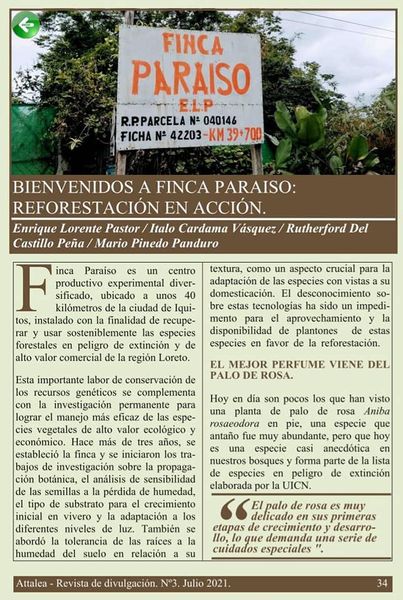 FINCA
PARAISO
E.L.P
R.P.PARCELA Nº 040146
FICHA Nº 42203-KM 39+700
BIENVENIDOS A FINCA PARAISO:
REFORESTACIÓN EN ACCIÓN.
Enrique Lorente Pastor / Italo Cardama Vásquez / Rutherford Del
Castillo Peña / Mario Pinedo Panduro
Finca Paraíso es un centro
productivo experimental diver-
sificado, ubicado a unos 40
kilómetros de la ciudad de Iqui-
tos, instalado con la finalidad de recupe-
rar y usar sosteniblemente las especies
forestales en peligro de extinción y de
alto valor comercial de la región Loreto.
Esta importante labor de conservación de
los recursos genéticos se complementa
con la investigación permanente para
lograr el manejo más eficaz de las espe-
cies vegetales de alto valor ecológico y
económico. Hace más de tres años, se
estableció la finca y se iniciaron los tra-
bajos de investigación sobre la propaga-
ción botánica, el análisis de sensibilidad
de las semillas a la pérdida de humedad,
el tipo de substrato para el crecimiento
inicial en vivero y la adaptación a los
diferentes niveles de luz. También se
abordó la tolerancia de las raíces a la
humedad del suelo en relación a su
textura, como un aspecto crucial para la
adaptación de las especies con vistas a su
domesticación. El desconocimiento so-
bre estas tecnologías ha sido un impedi-
mento para el aprovechamiento y la
disponibilidad de plantones de estas
especies en favor de la reforestación.
EL MEJOR PERFUME VIENE DEL
PALO DE ROSA.
Hoy en día son pocos los que han visto
una planta de palo de rosa Aniba
rosaeodora en pie, una especie que
antaño fue muy abundante, pero que hoy
es una especie casi anecdótica en
nuestros bosques y forma parte de la lista
de especies en peligro de extinción
elaborada por la UICN.
“ El palo de rosa es muy
delicado en sus primeras
etapas de crecimiento y desarro-
llo, lo que demanda una serie de
cuidados especiales ".
Attalea - Revista de divulgación. Nº3. Julio 2021.
34